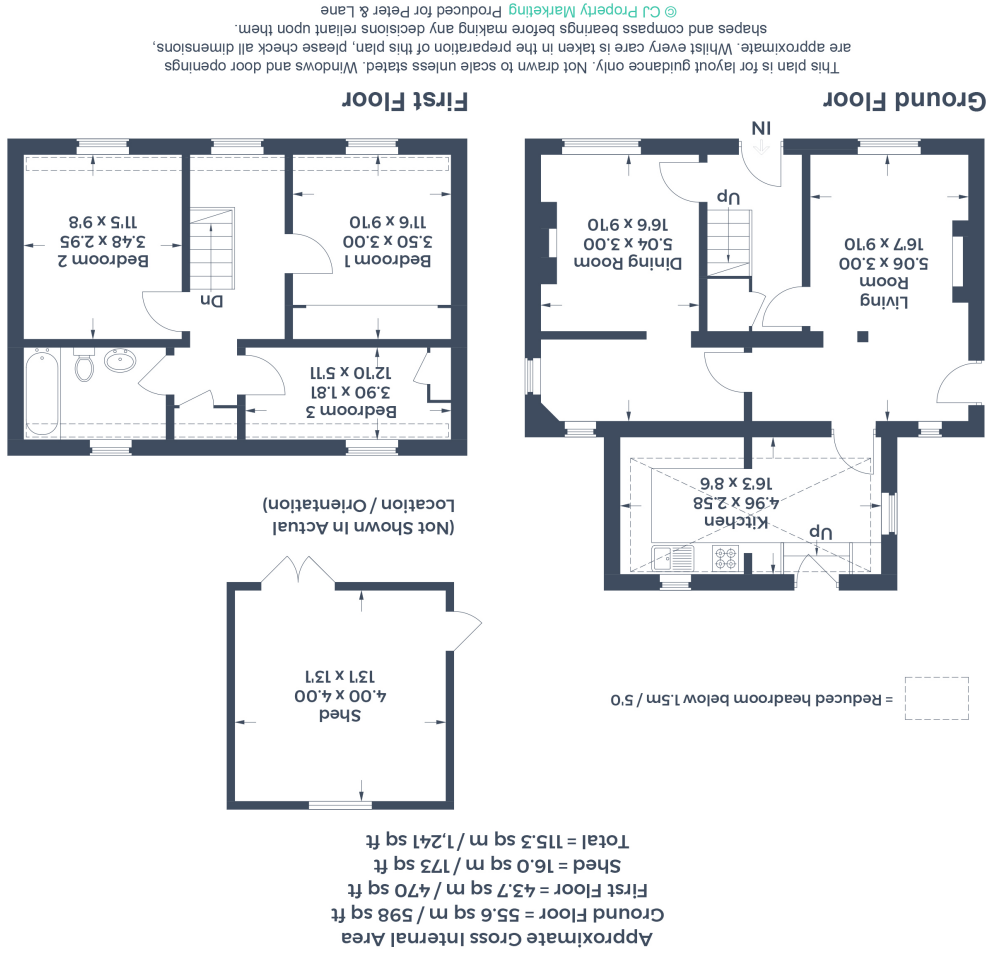 Approximate Gross Internal Area
Ground Floor = 55.6 sq m / 598 sq ft
First Floor = 43.7 sq m / 470 sq ft
Shed = 16.0 sq m / 173 sq ft
Total = 115.3 sq m / 1,241 sq ft
= Reduced headroom below 1.5m / 5'0
Shed
4.00 x 4.00
13'1 x 13'1
(Not Shown In Actual
Location / Orientation)
Up
Kitchen
4.96 x 2.58
16'3 x 8'6
Living
Room
5.06 x 3.00
16'7 x 9'10
Dining Room
5.04 x 3.00
16'6 x 9'10
Up
IN
Ground Floor
Bedroom 3
3.90 x 1.81
12'10 x 5'11
Dn
Bedroom 1
3.50 x 3.00
11'6 x 9'10
Bedroom 2
3.48 x 2.95
11'5 x 9'8
First Floor
This plan is for layout guidance only. Not drawn to scale unless stated. Windows and door openings
are approximate. Whilst every care is taken in the preparation of this plan, please check all dimensions,
shapes and compass bearings before making any decisions reliant upon them.
© CJ Property Marketing Produced for Peter & Lane